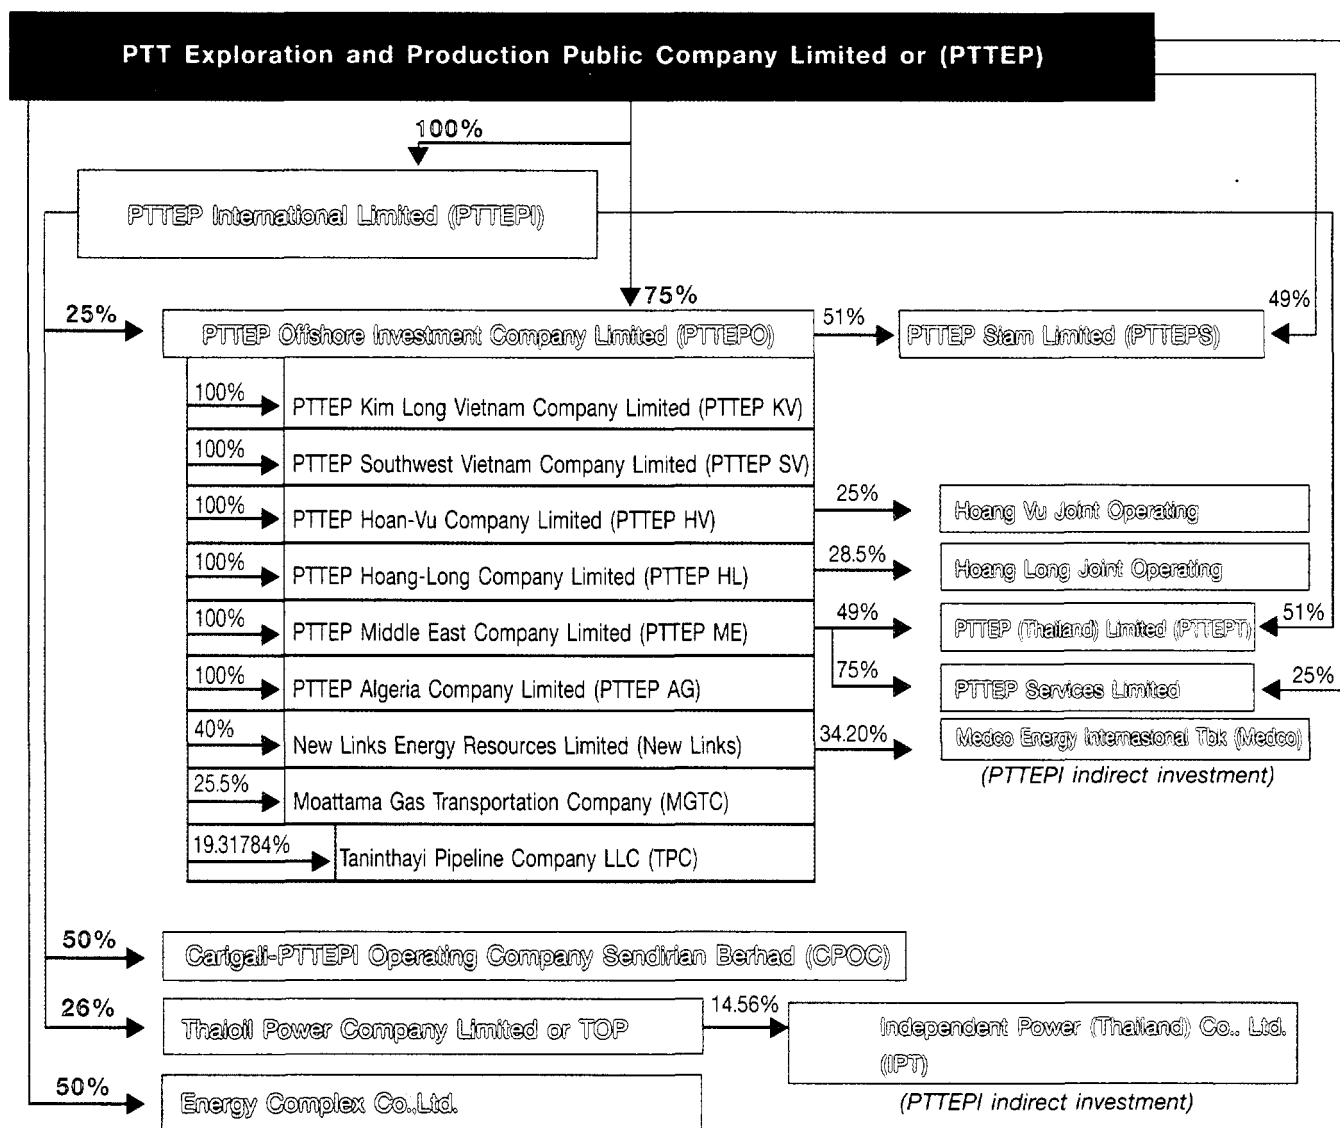 PTT Exploration and Production Public Company Limited or (PTTEP)
100%
PTTEP International Limited (PTTEPI)
75%
49%
25%
PTTEP Offshore Investment Company Limited (PTTEPO)
51%
PTTEP Siam Limited (PTTEPS)
100%
PTTEP Kim Long Vietnam Company Limited (PTTEP KV)
100%
PTTEP Southwest Vietnam Company Limited (PTTEP SV)
100%
PTTEP Hoan-Vu Company Limited (PTTEP HV)
25%
Hoang Vu Joint Operating
100%
PTTEP Hoang-Long Company Limited (PTTEP HL)
28.5%
Hoang Long Joint Operating
100%
PTTEP Middle East Company Limited (PTTEP ME)
49%
PTTEP (Thailand) Limited (PTTEPT)
51%
100%
PTTEP Algeria Company Limited (PTTEP AG)
75%
PTTEP Services Limited
25%
40%
New Links Energy Resources Limited (New Links)
34.20%
Medco Energy Internasional Tbk (Medco)
(PTTEPI indirect investment)
25.5%
Moattama Gas Transportation Company (MGTC)
19.31784%
Taninthayi Pipeline Company LLC (TPC)
50%
Carigali-PTTEPI Operating Company Sendirian Berhad (CPOC)
26%
Thaioil Power Company Limited or TOP
14.56%
Independent Power (Thailand) Co., Ltd.
(IPT)
(PTTEPI indirect investment)
50%
Energy Complex Co.,Ltd.